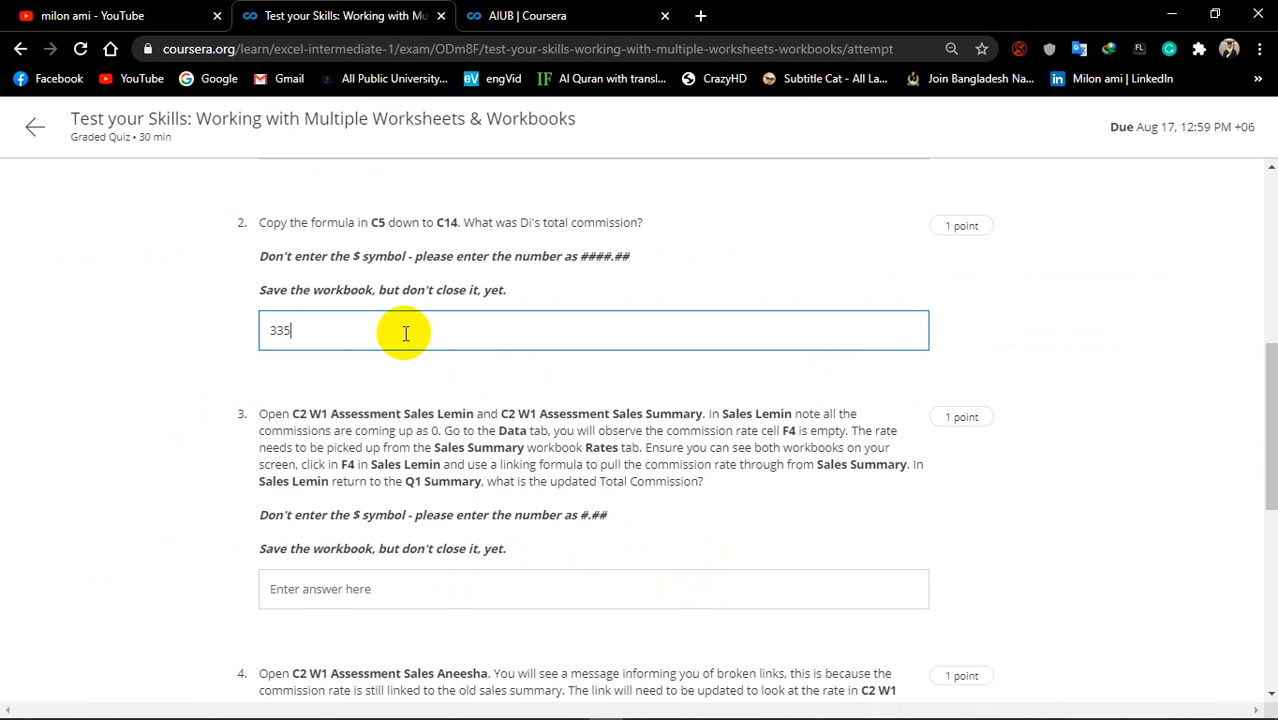 milon ami - YouTube
Test your Skills: Working with Mu
AIUB | Coursera
coursera.org/learn/excel-intermediate-1/exam/ODm8F/test-your-skills-working-with-multiple-worksheets-workbooks/attempt
FL
Facebook
YouTube
Google
Gmail
All Public University...
eV engVid
IF Al Quran with transl...
S CrazyHD
Subtitle Cat - All La...
Join Bangladesh Na...
in Milon ami | LinkedIn
»
Test your Skills: Working with Multiple Worksheets & Workbooks
Graded Quiz • 30 min
Due Aug 17, 12:59 PM +06
2. Copy the formula in C5 down to C14. What was Di's total commission?
1 point
Don't enter the $ symbol - please enter the number as ####.##
Save the workbook, but don't close it, yet.
335
3. Open C2 W1 Assessment Sales Lemin and C2 W1 Assessment Sales Summary. In Sales Lemin note all the
1 point
commissions are coming up as 0. Go to the Data tab, you will observe the commission rate cell F4 is empty. The rate
needs to be picked up from the Sales Summary workbook Rates tab. Ensure you can see both workbooks on your
screen, click in F4 in Sales Lemin and use a linking formula to pull the commission rate through from Sales Summary. In
Sales Lemin return to the Q1 Summary, what is the updated Total Commission?
Don't enter the $ symbol - please enter the number as #.##
Save the workbook, but don't close it, yet.
Enter answer here
4. Open C2 W1 Assessment Sales Aneesha. You will see a message informing you of broken links, this is because the
1 point
commission rate is still linked to the old sales summary. The link will need to be updated to look at the rate in C2 W1